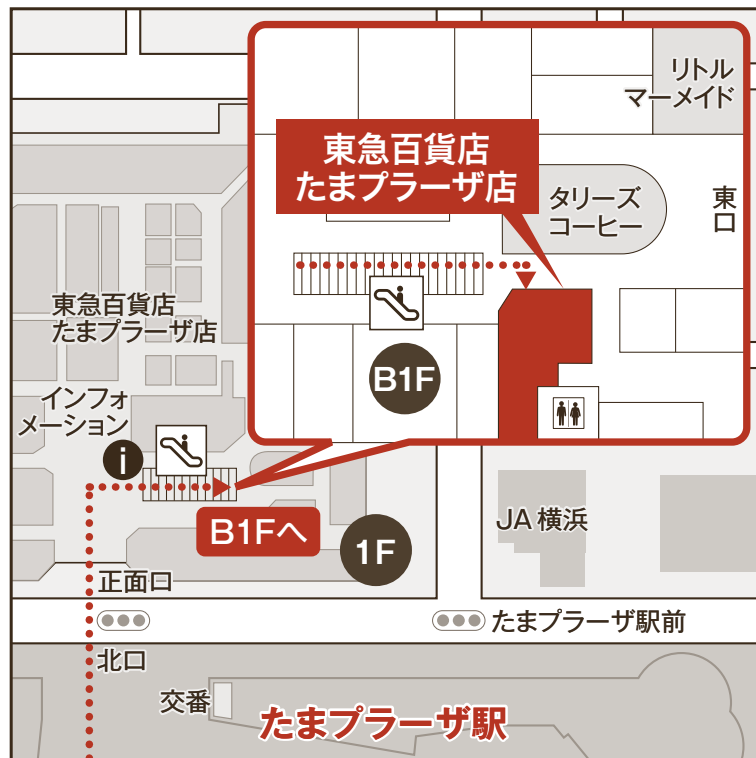 リトル
マーメイド
東急百貨店
たまプラーザ店
タリーズ
コーヒー
東口
B1F
東急百貨店
たまプラーザ店
インフォ
メーション
i
B1Fへ
1F
JA 横浜
正面口
たまプラーザ駅前
北口
交番
たまプラーザ駅